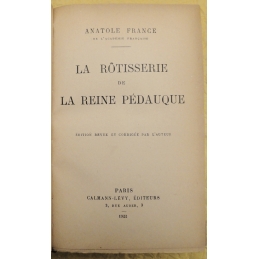 ANATOLE FRANCE
DE L'ACADÉMIE FRANÇAISE
LA RÔTISSERIE
DE
LA REINE PÉDAUQUE
ÉDITION REVUE ET CORRIGÉE PAR L'AUTEUR
PARIS
CALMANN-LÉVY, ÉDITEURS
3, RUE AUBER, 3